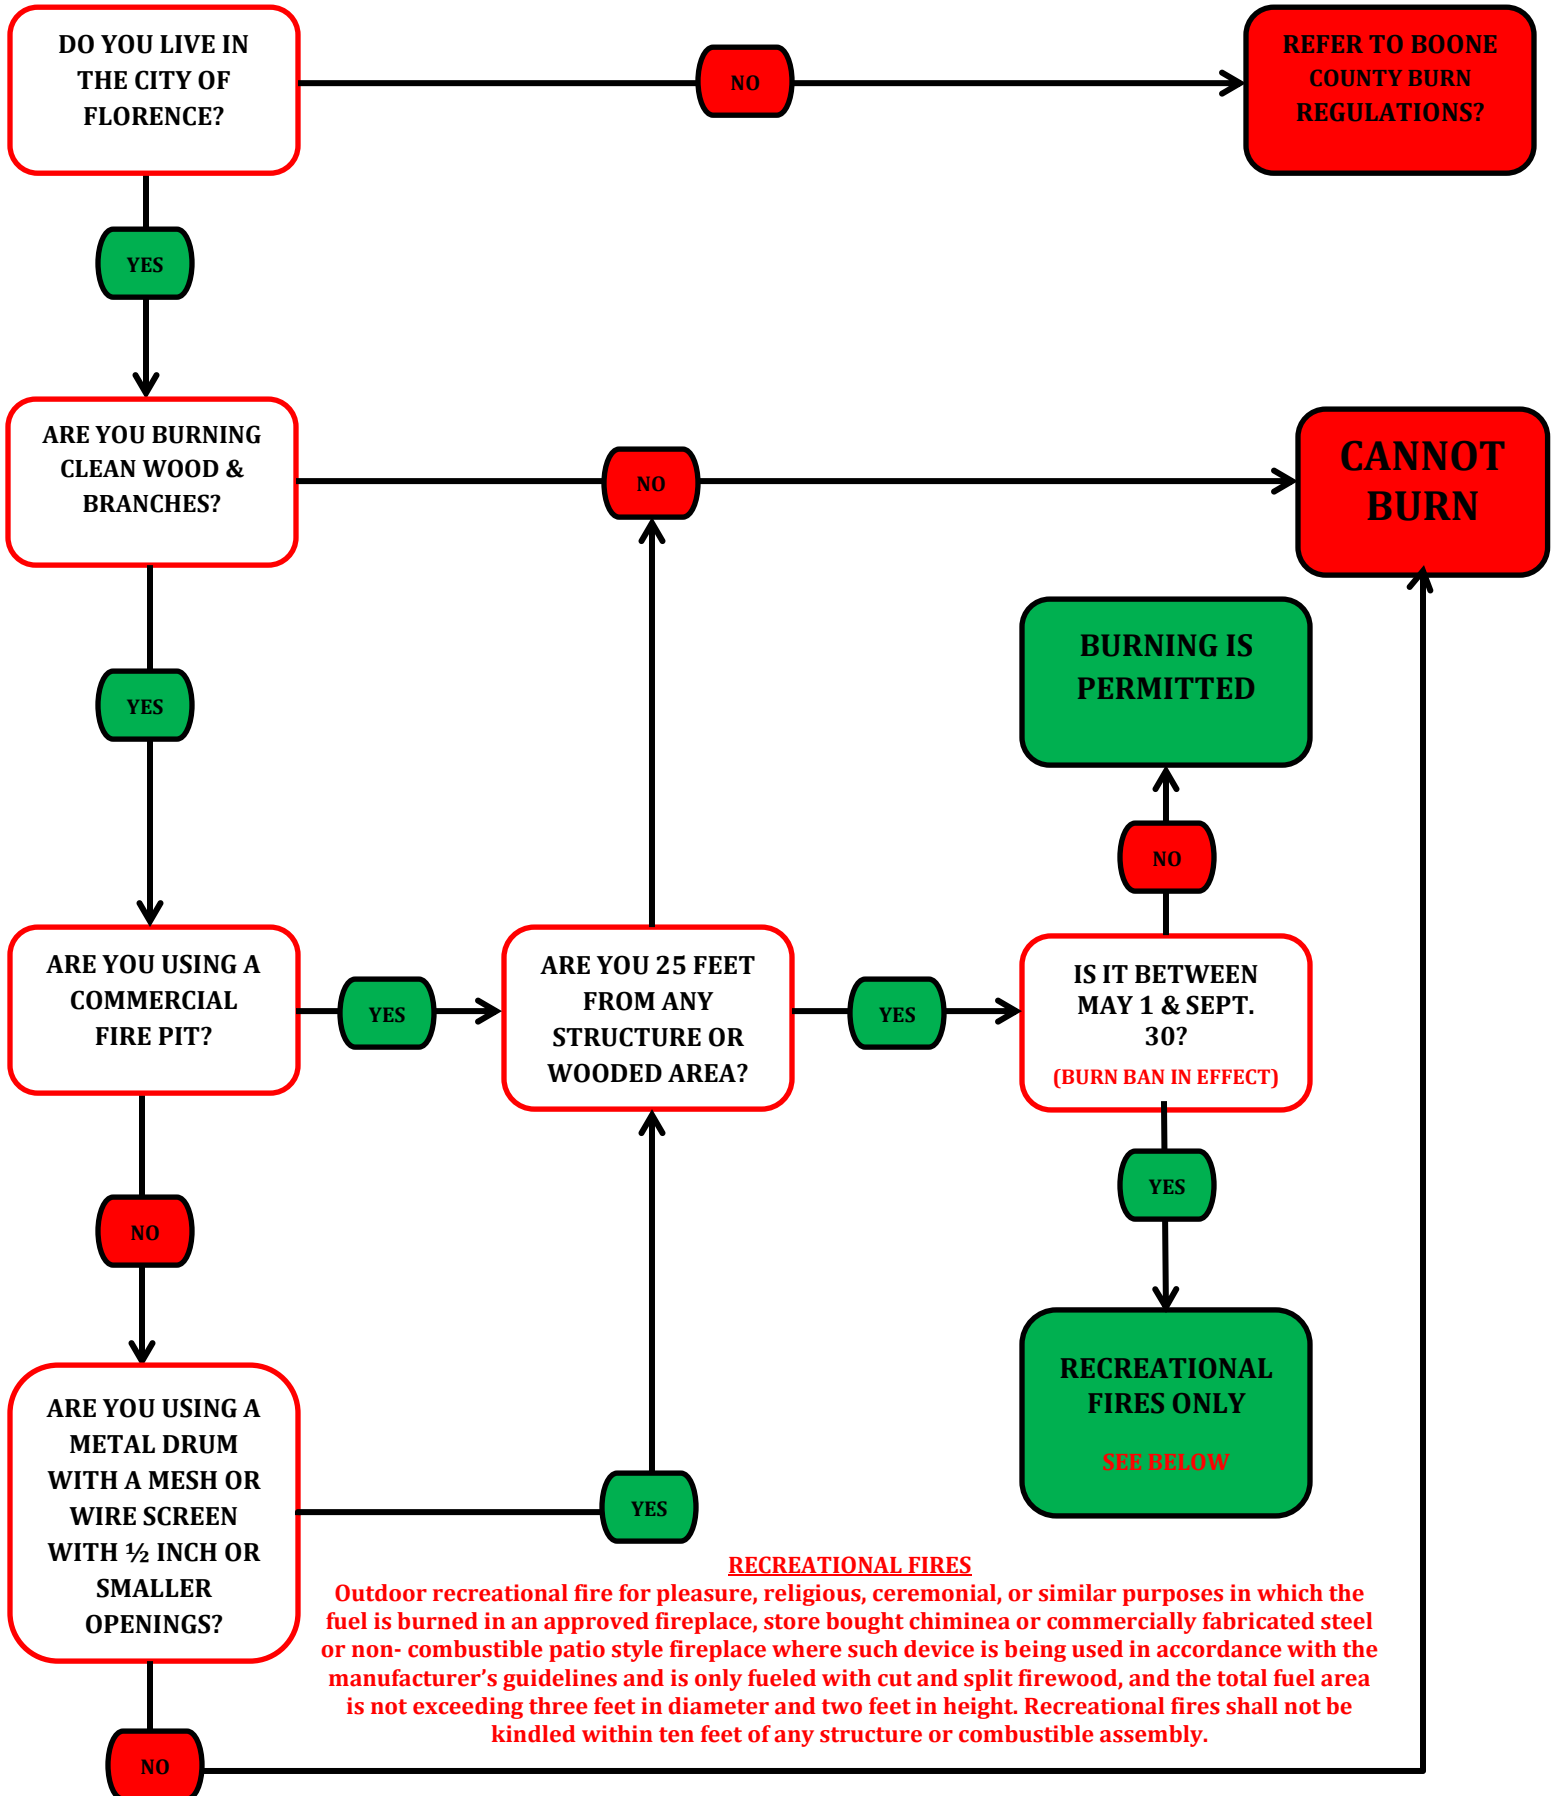 DO YOU LIVE IN
THE CITY OF
FLORENCE?
NO
REFER TO BOONE
COUNTY BURN
REGULATIONS?
YES
ARE YOU BURNING
CLEAN WOOD &
BRANCHES?
NO
CANNOT
BURN
BURNING IS
PERMITTED
YES
NO
ARE YOU USING A
COMMERCIAL
FIRE PIT?
YES
ARE YOU 25 FEET
FROM ANY
STRUCTURE OR
WOODED AREA?
YES
IS IT BETWEEN
MAY 1 & SEPT.
30?
(BURN BAN IN EFFECT)
YES
NO
RECREATIONAL
FIRES ONLY
SEE BELOW
ARE YOU USING A
METAL DRUM
WITH A MESH OR
WIRE SCREEN
WITH ½ INCH OR
SMALLER
OPENINGS?
YES
RECREATIONAL FIRES
Outdoor recreational fire for pleasure, religious, ceremonial, or similar purposes in which the
fuel is burned in an approved fireplace, store bought chiminea or commercially fabricated steel
or non- combustible patio style fireplace where such device is being used in accordance with the
manufacturer’s guidelines and is only fueled with cut and split firewood, and the total fuel area
is not exceeding three feet in diameter and two feet in height. Recreational fires shall not be
kindled within ten feet of any structure or combustible assembly.
NO